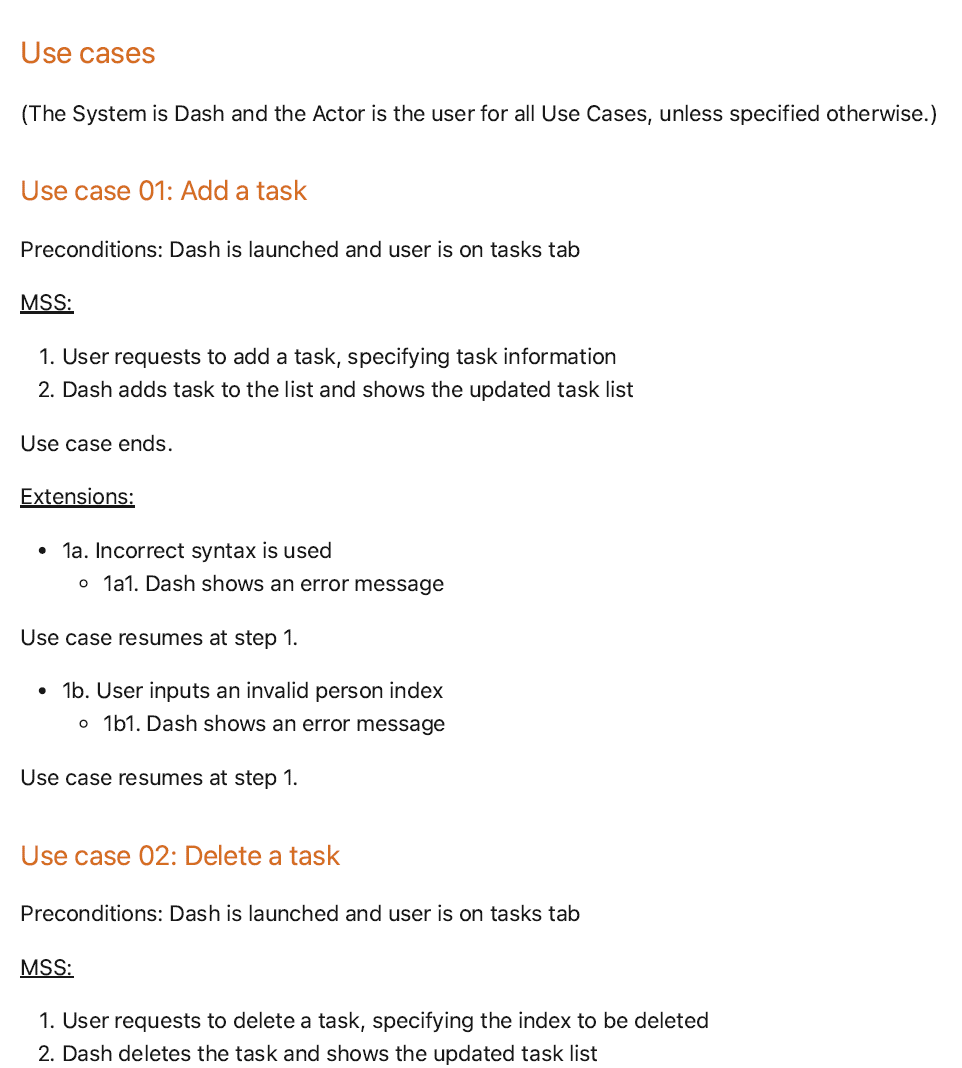 Use cases
(The System is Dash and the Actor is the user for all Use Cases, unless specified otherwise.)
Use case 01: Add a task
Preconditions: Dash is launched and user is on tasks tab
MSS:
1. User requests to add a task, specifying task information
2. Dash adds task to the list and shows the updated task list
Use case ends.
Extensions:
• 1a. Incorrect syntax is used
◦ 1a1. Dash shows an error message
Use case resumes at step 1.
• 1b. User inputs an invalid person index
◦ 1b1. Dash shows an error message
Use case resumes at step 1.
Use case 02: Delete a task
Preconditions: Dash is launched and user is on tasks tab
MSS:
1. User requests to delete a task, specifying the index to be deleted
2. Dash deletes the task and shows the updated task list